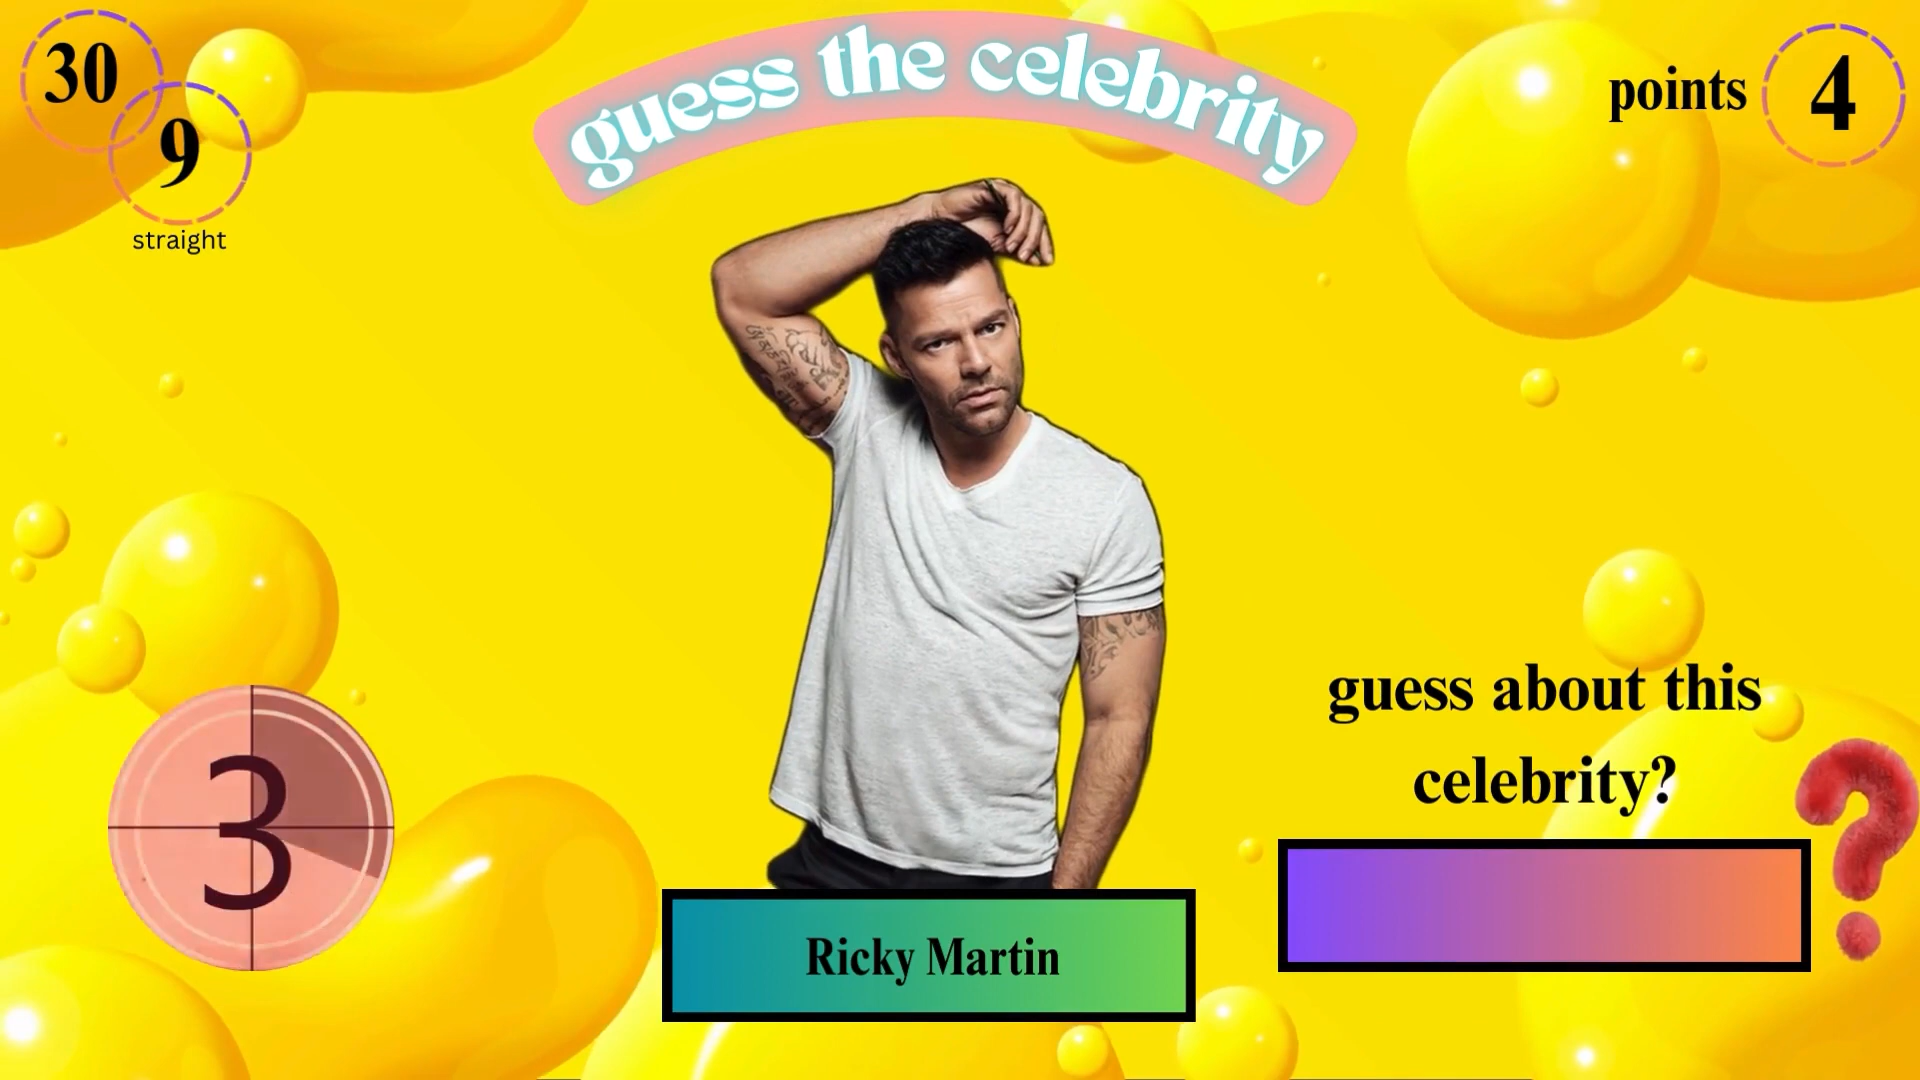 30
9
straight
guess the celebrity
points
4
guess about this
celebrity?
3
Ricky Martin